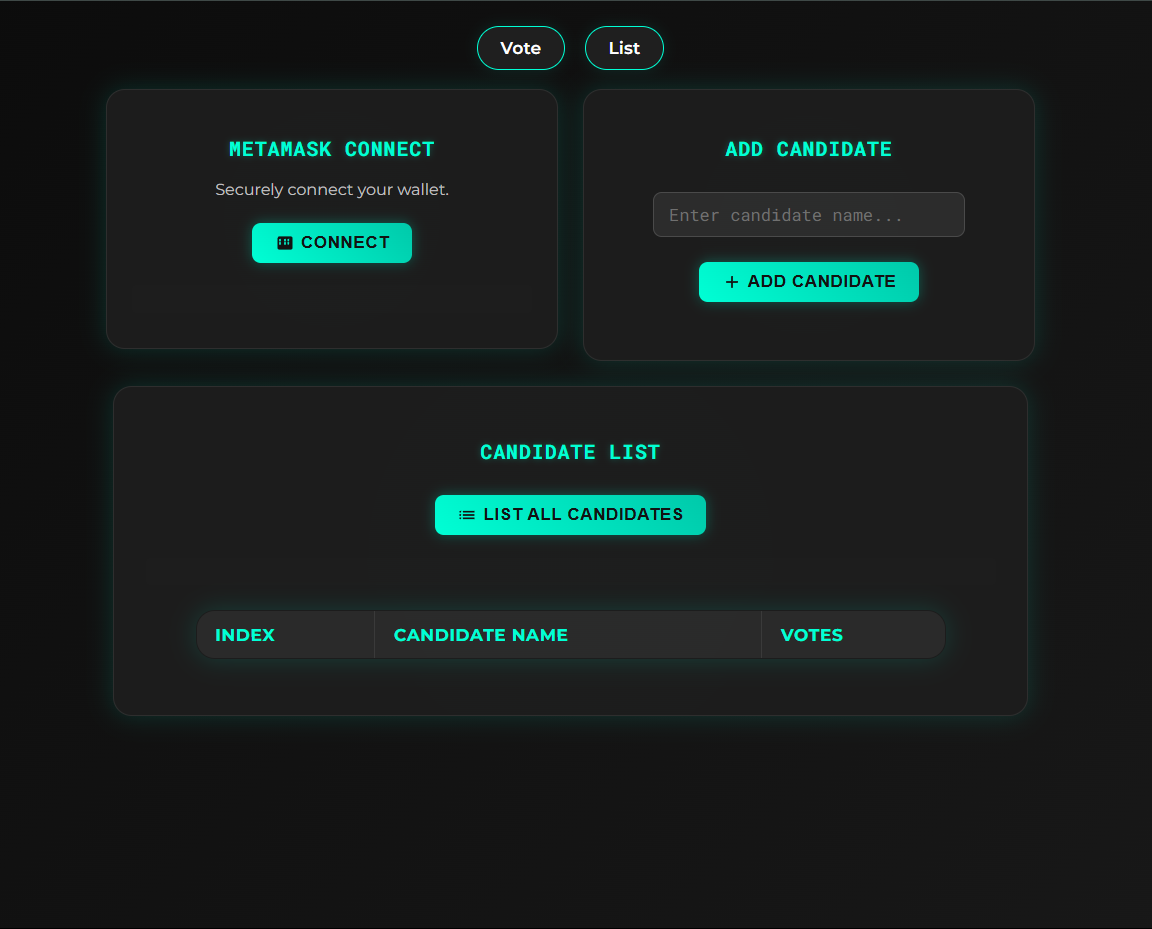 Vote
List
METAMASK CONNECT
Securely connect your wallet.
CONNECT
ADD CANDIDATE
Enter candidate name...
ADD CANDIDATE
CANDIDATE LIST
LIST ALL CANDIDATES
INDEX CANDIDATE NAME VOTES